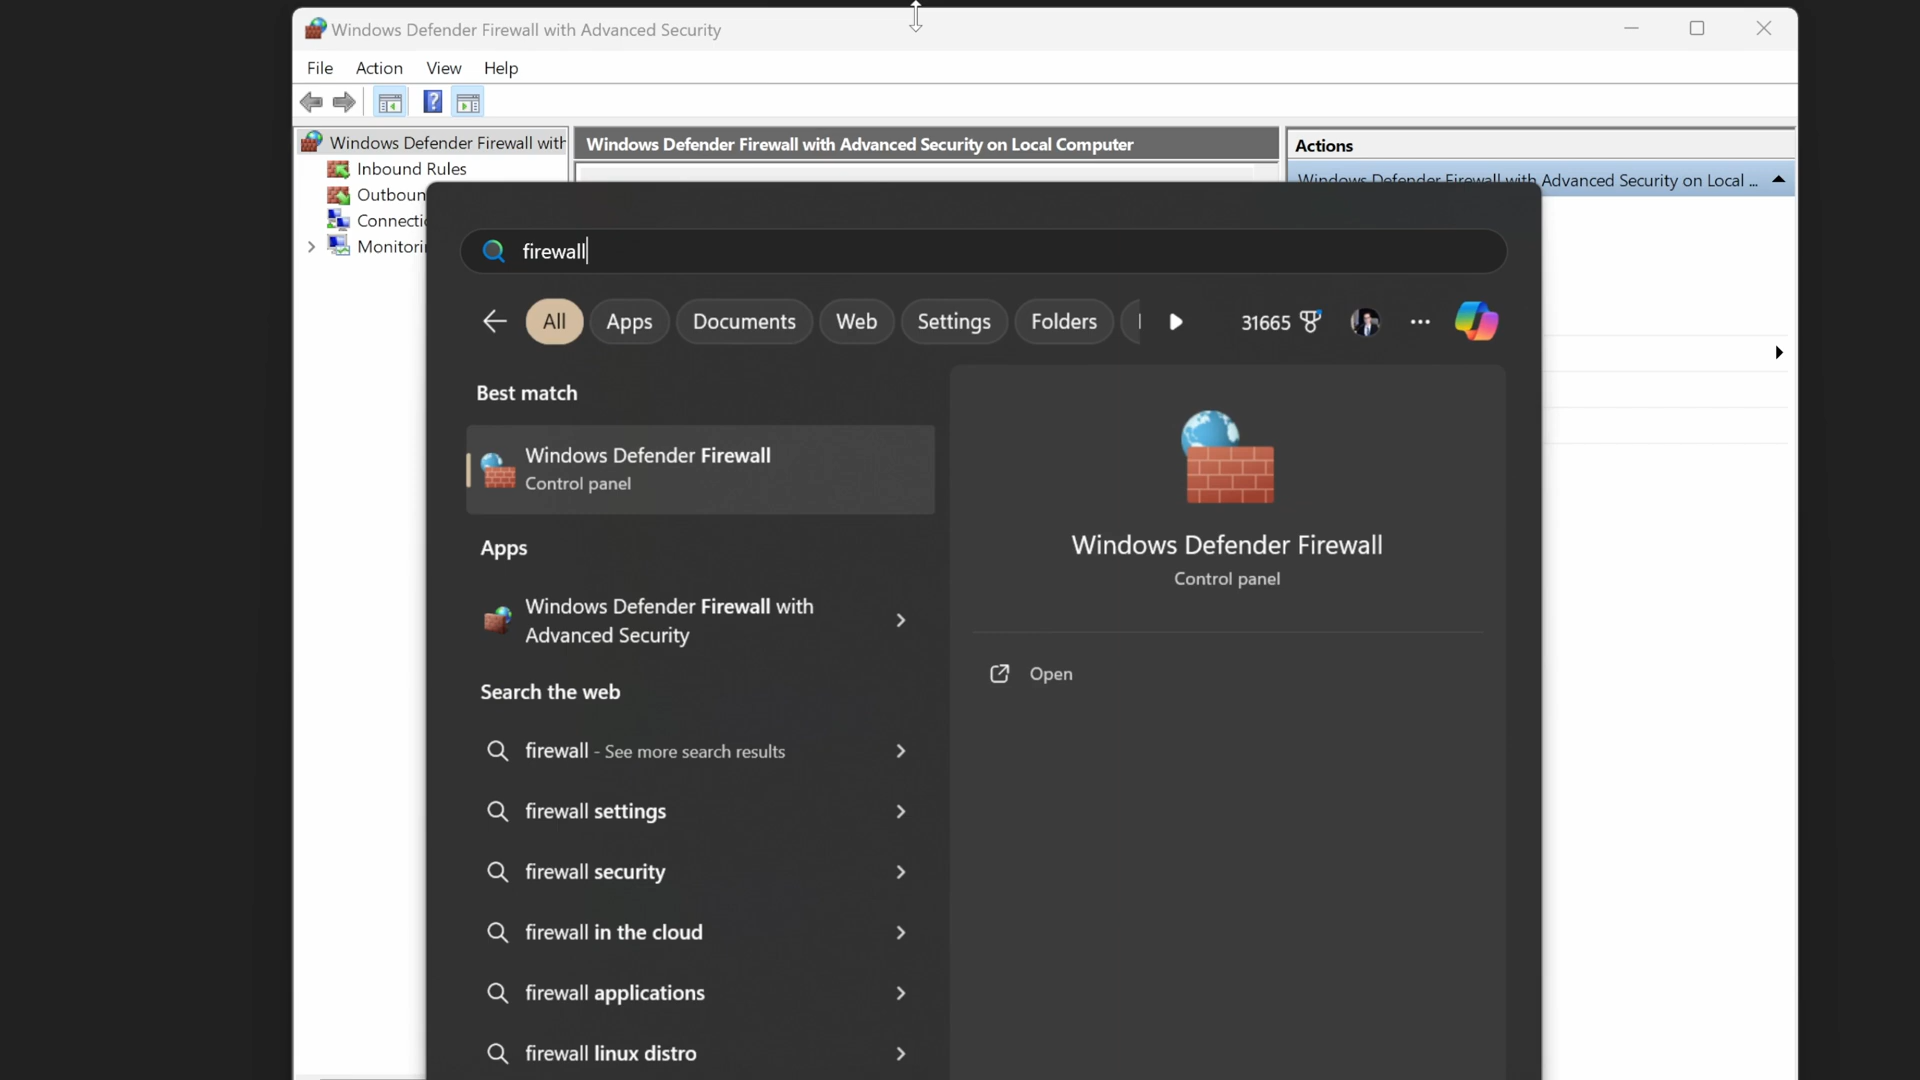 Windows Defender Firewall with Advanced Security
File Action View Help
Windows Defender Firewall with
Inbound Rules
Outboun
Connecti
Monitori
Windows Defender Firewall with Advanced Security on Local Computer
Actions
Windows Defender Firewall with Advanced Security on Local ...
firewall
All Apps Documents Web Settings Folders 31665
Best match
Windows Defender Firewall
Control panel
Apps
Windows Defender Firewall with
Advanced Security
Search the web
firewall - See more search results
firewall settings
firewall security
firewall in the cloud
firewall applications
firewall linux distro
Windows Defender Firewall
Control panel
Open